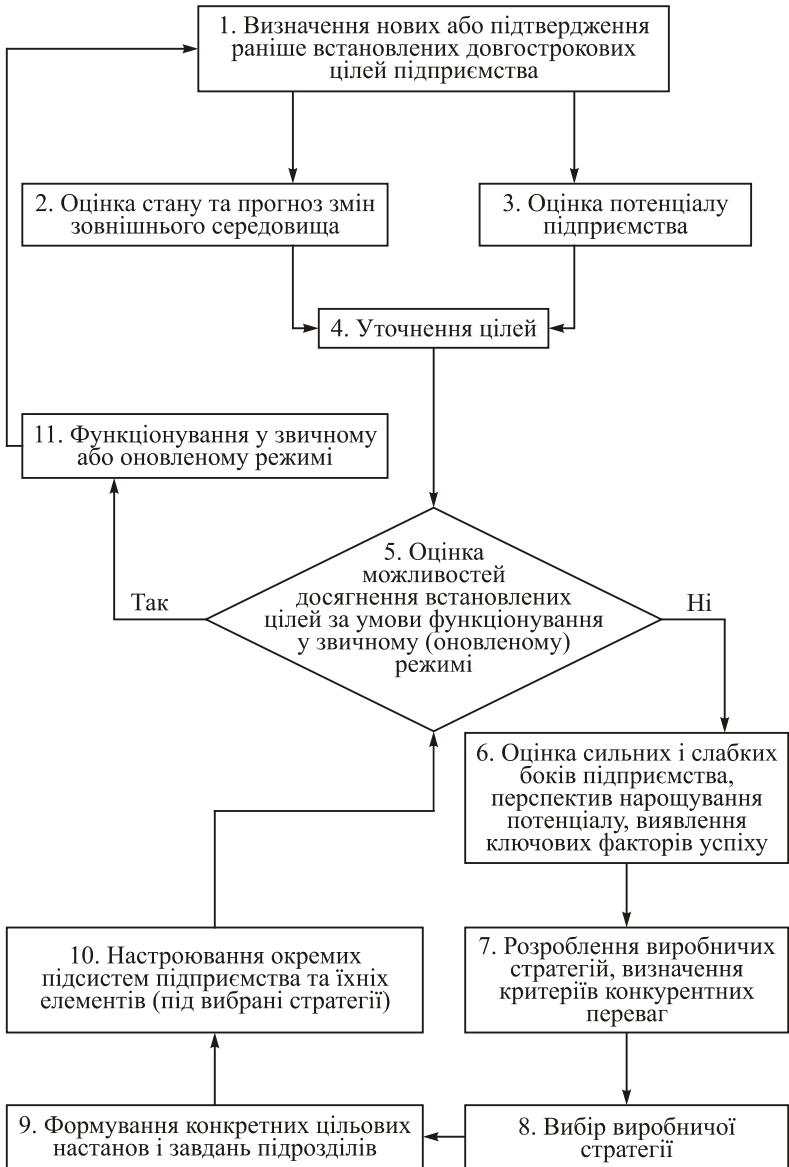 1. Визначення нових або підтвердження
раніше встановлених довгострокових
цілей підприємства
2. Оцінка стану та прогноз змін
зовнішнього середовища
3. Оцінка потенціалу
підприємства
4. Уточнення цілей
11. Функціонування у звичному
або оновленому режимі
5. Оцінка
можливостей
досягнення встановлених
цілей за умови функціонування
у звичному (оновленому)
режимі
Так
Ні
6. Оцінка сильних і слабких
боків підприємства,
перспектив нарощування
потенціалу, виявлення
ключових факторів успіху
10. Настроювання окремих
підсистем підприємства та їхніх
елементів (під вибрані стратегії)
7. Розроблення виробничих
стратегій, визначення
критеріїв конкурентних
переваг
9. Формування конкретних цільових
настанов і завдань підрозділів
8. Вибір виробничої
стратегії